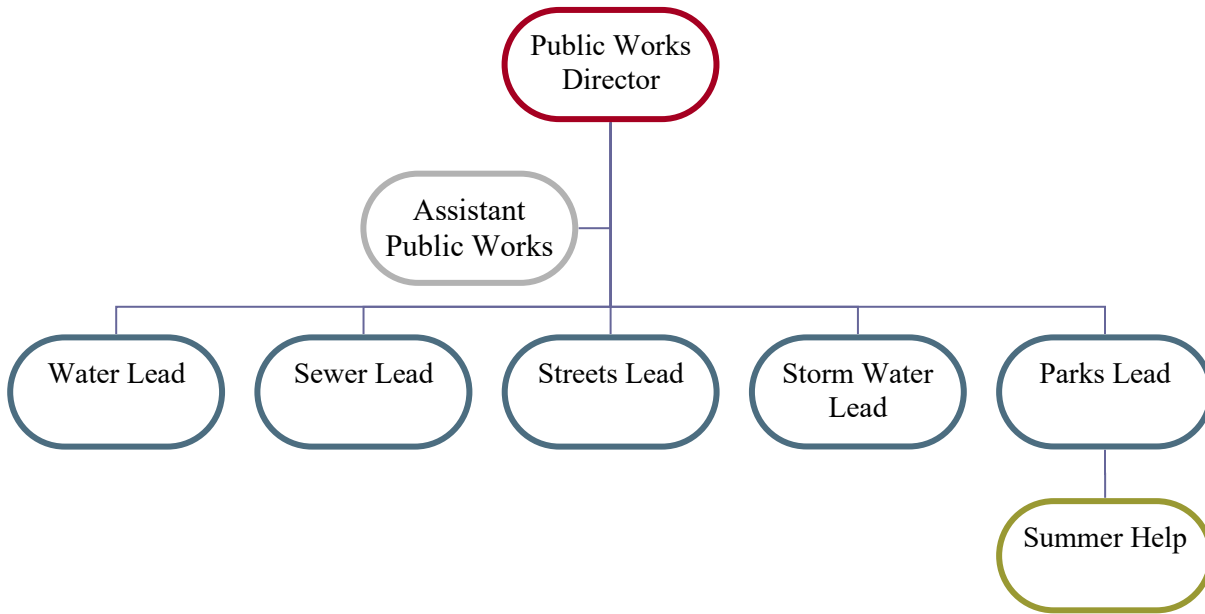 Public Works
Director
Assistant
Public Works
Water Lead
Sewer Lead
Streets Lead
Storm Water
Lead
Parks Lead
Summer Help